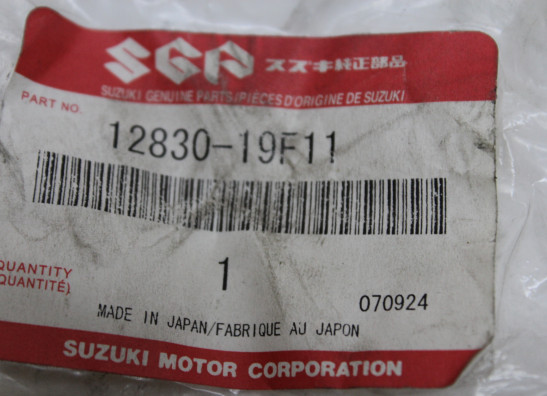 SGP スズキ純正部品
SUZUKI GENUINE PARTS/PIÈCES D'ORIGINE DE SUZUKI
PART NO.
12830-19F11
QUANTITY
QUANTITÉ)
1
070924
MADE IN JAPAN/FABRIQUE AU JAPON
SUZUKI MOTOR CORPORATION